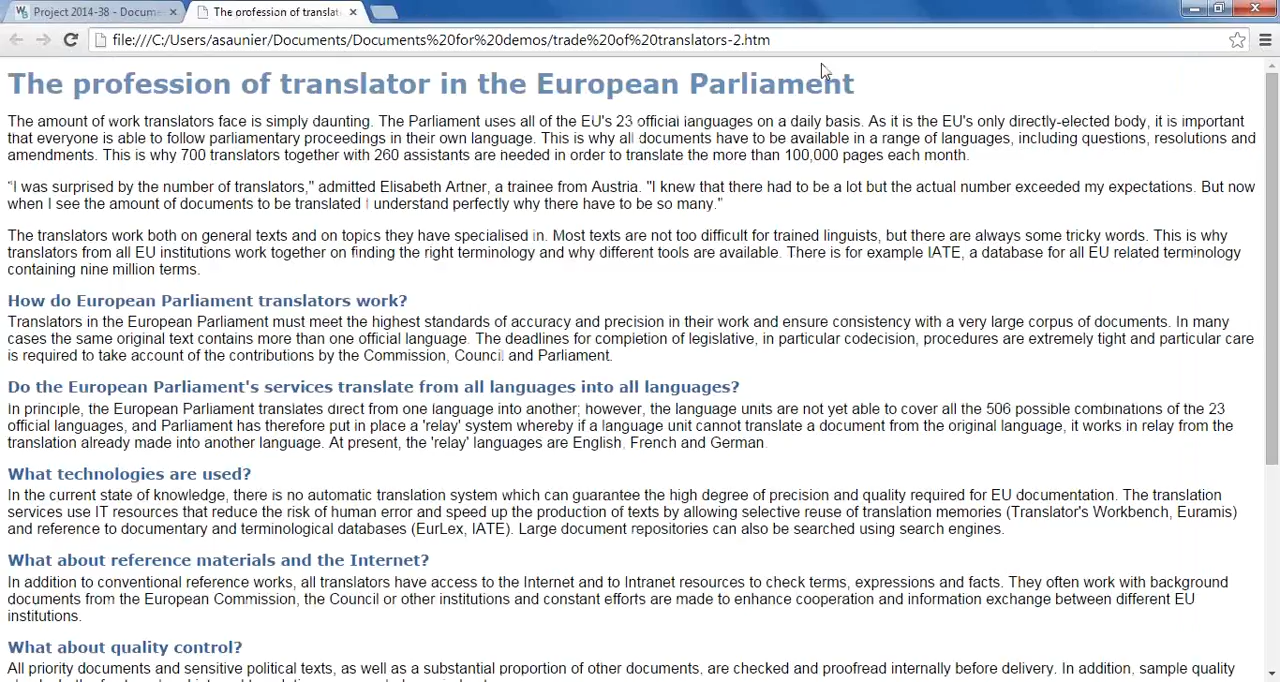 Project 2014-38 - Docum
The profession of translat
file:///C:/Users/asaunier/Documents/Documents%20for%20demos/trade%20of%20translators-2.htm
The profession of translator in the European Parliament
The amount of work translators face is simply daunting. The Parliament uses all of the EU's 23 official languages on a daily basis. As it is the EU's only directly-elected body, it is important
that everyone is able to follow parliamentary proceedings in their own language. This is why all documents have to be available in a range of languages, including questions, resolutions and
amendments. This is why 700 translators together with 260 assistants are needed in order to translate the more than 100,000 pages each month.
"I was surprised by the number of translators," admitted Elisabeth Artner, a trainee from Austria. "I knew that there had to be a lot but the actual number exceeded my expectations. But now
when I see the amount of documents to be translated I understand perfectly why there have to be so many."
The translators work both on general texts and on topics they have specialised in. Most texts are not too difficult for trained linguists, but there are always some tricky words. This is why
translators from all EU institutions work together on finding the right terminology and why different tools are available. There is for example IATE, a database for all EU related terminology
containing nine million terms.
How do European Parliament translators work?
Translators in the European Parliament must meet the highest standards of accuracy and precision in their work and ensure consistency with a very large corpus of documents. In many
cases the same original text contains more than one official language. The deadlines for completion of legislative, in particular codecision, procedures are extremely tight and particular care
is required to take account of the contributions by the Commission, Council and Parliament.
Do the European Parliament's services translate from all languages into all languages?
In principle, the European Parliament translates direct from one language into another; however, the language units are not yet able to cover all the 506 possible combinations of the 23
official languages, and Parliament has therefore put in place a 'relay' system whereby if a language unit cannot translate a document from the original language, it works in relay from the
translation already made into another language. At present, the 'relay' languages are English, French and German.
What technologies are used?
In the current state of knowledge, there is no automatic translation system which can guarantee the high degree of precision and quality required for EU documentation. The translation
services use IT resources that reduce the risk of human error and speed up the production of texts by allowing selective reuse of translation memories (Translator's Workbench, Euramis)
and reference to documentary and terminological databases (EurLex, IATE). Large document repositories can also be searched using search engines.
What about reference materials and the Internet?
In addition to conventional reference works, all translators have access to the Internet and to Intranet resources to check terms, expressions and facts. They often work with background
documents from the European Commission, the Council or other institutions and constant efforts are made to enhance cooperation and information exchange between different EU
institutions.
What about quality control?
All priority documents and sensitive political texts, as well as a substantial proportion of other documents, are checked and proofread internally before delivery. In addition, sample quality